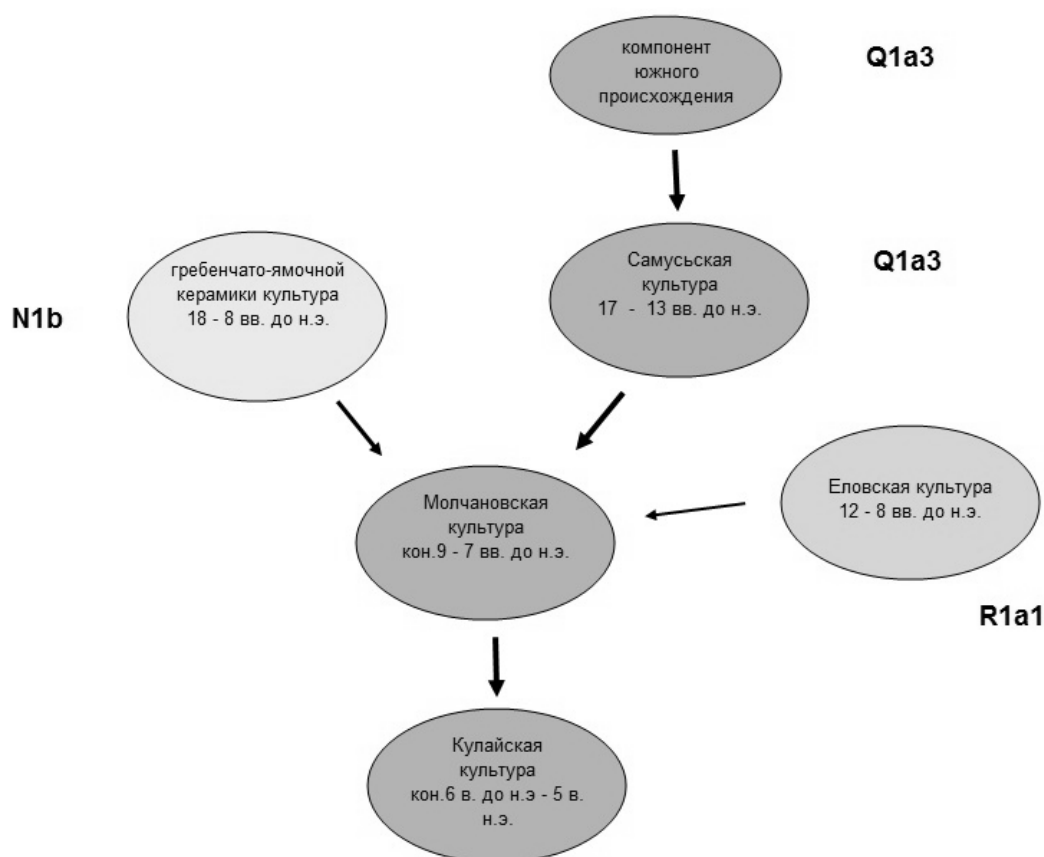 компонент
южного
происхождения
Q1a3
Самусьская
культура
17 - 13 вв. до н.э.
Q1a3
гребенчато-ямочной
керамики культура
18 - 8 вв. до н.э.
N1b
Молчановская
культура
кон.9 - 7 вв. до н.э.
Еловская культура
12 - 8 вв. до н.э.
R1a1
Кулайская
культура
кон.6 в. до н.э - 5 в.
н.э.